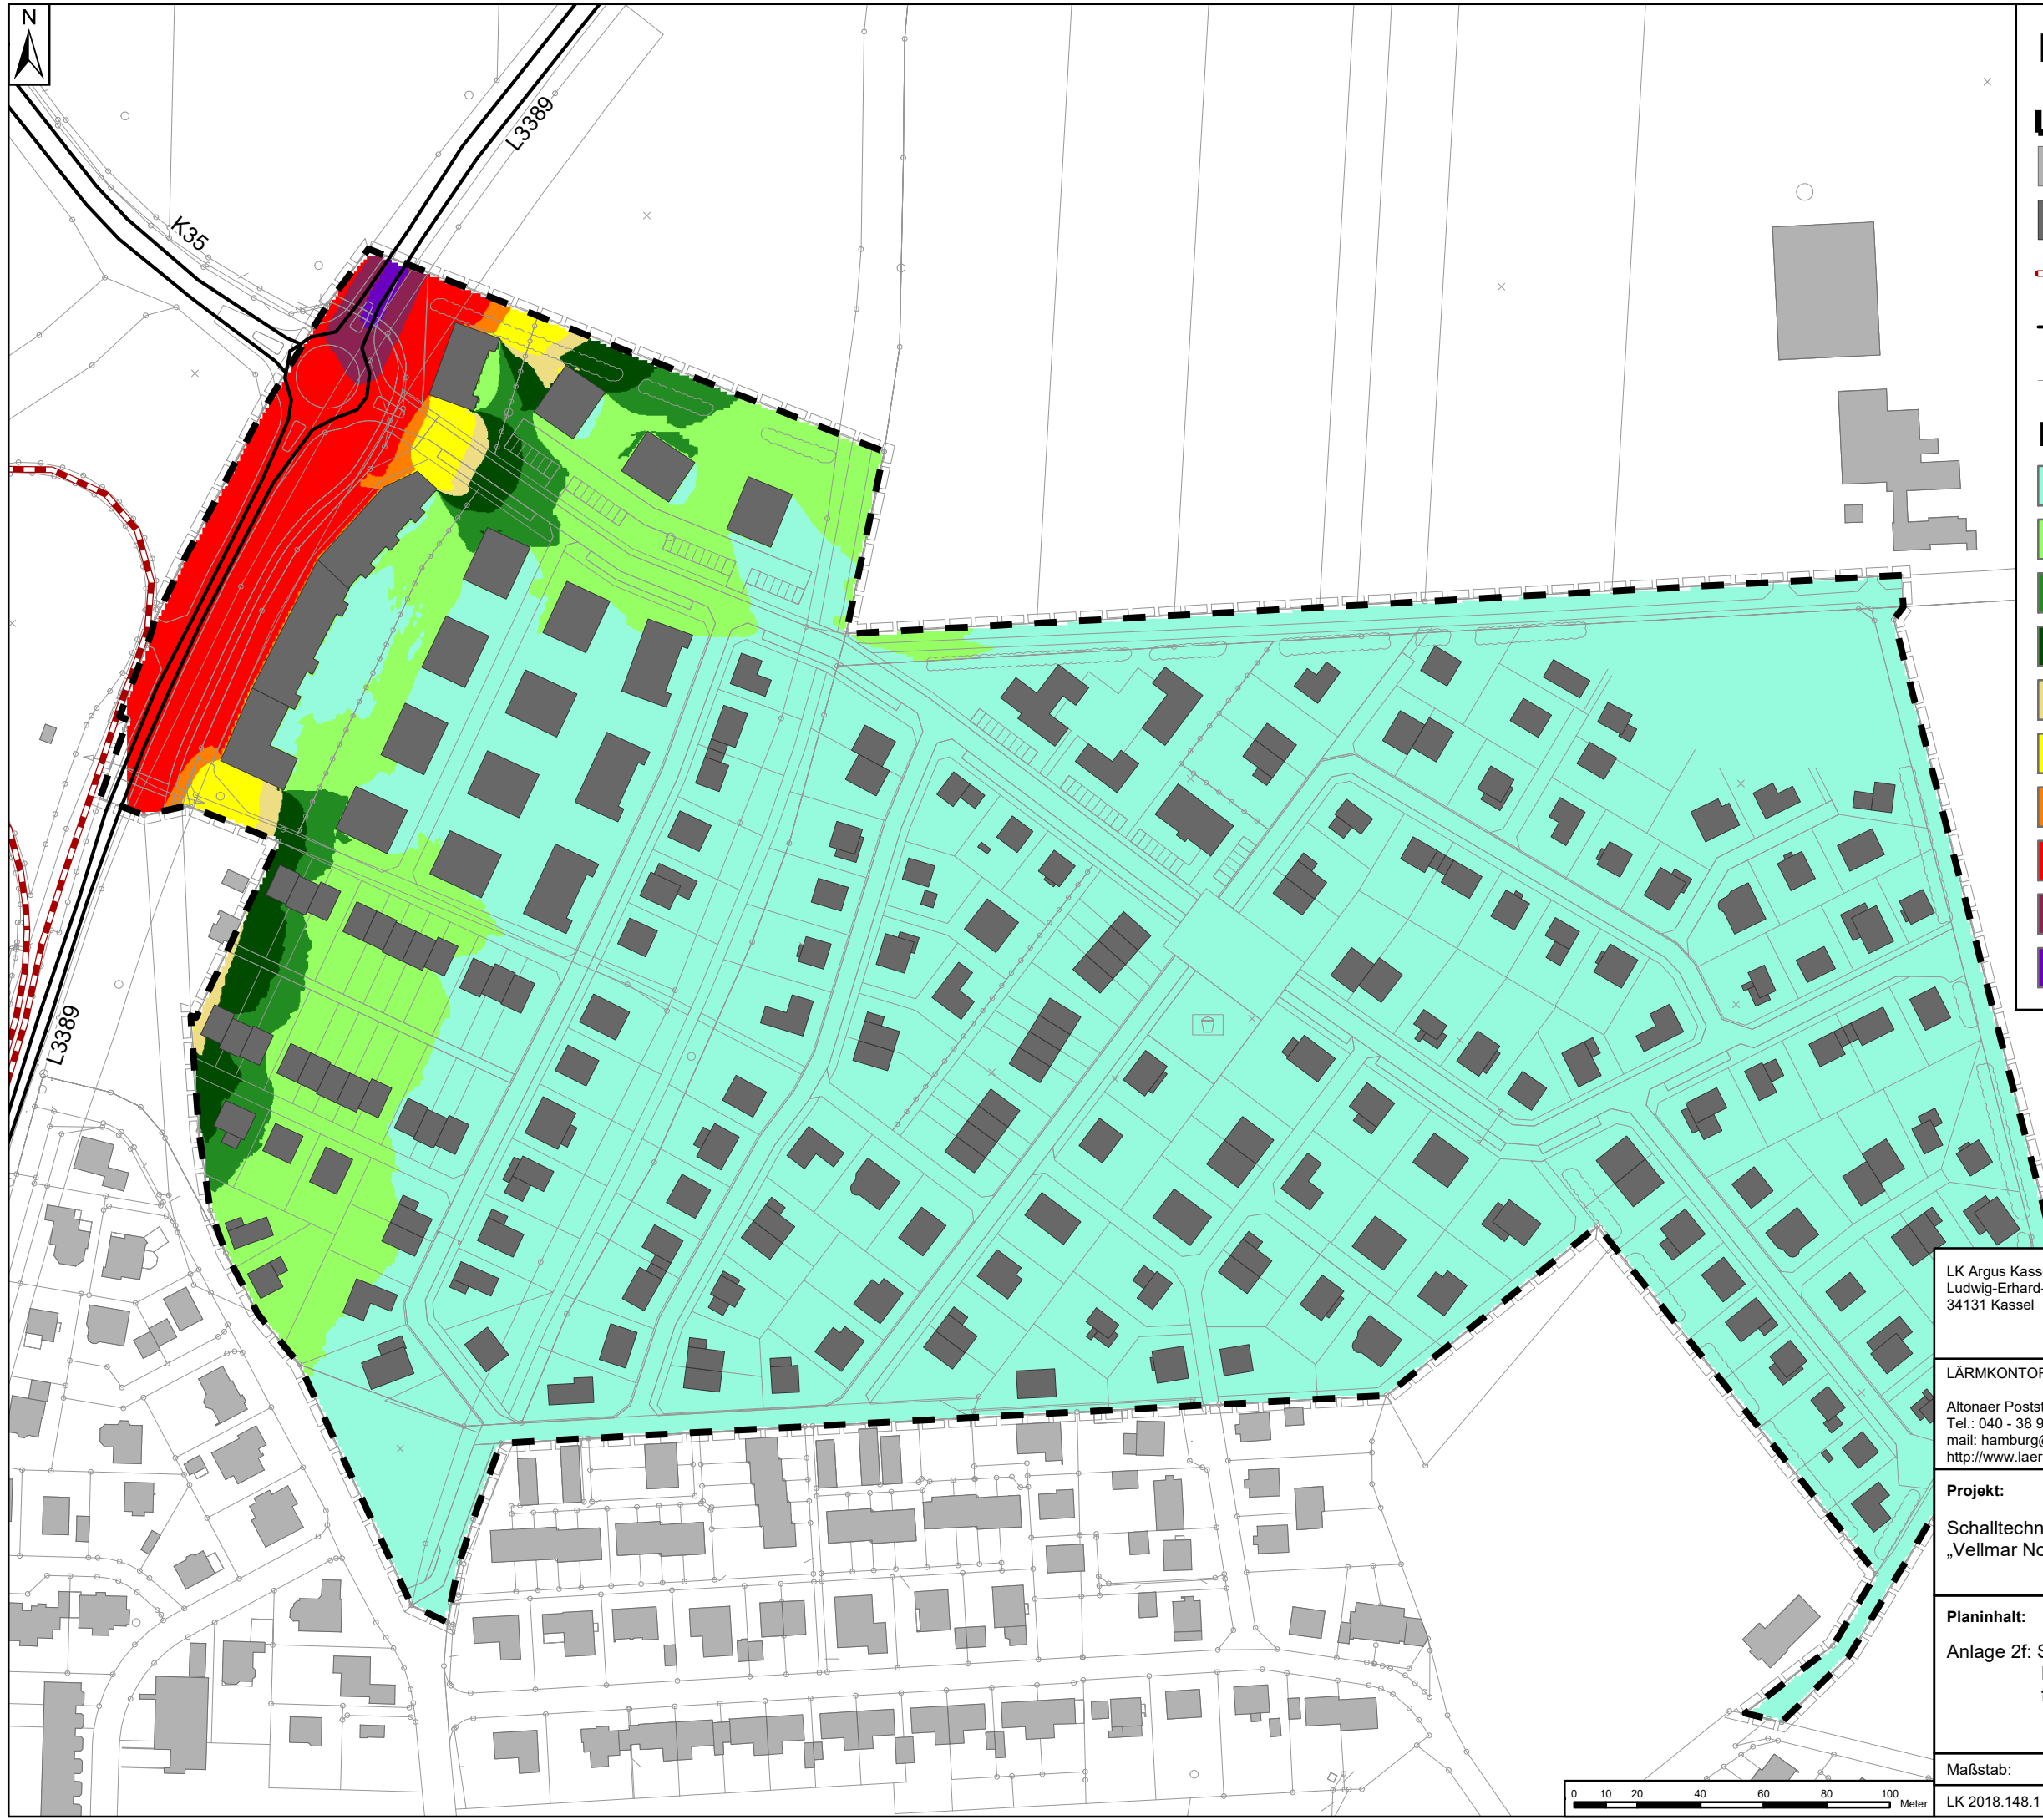 N
L3389
K35
L3389
LK Argus Kass
Ludwig-Erhard-
34131 Kassel
LÄRMKONTOR
Altonaer Postst
Tel.: 040 - 38 9
mail: hamburg@
http://www.laer
Projekt:
Schalltechn
„Vellmar No
Planinhalt:
Anlage 2f: S
Maßstab:
LK 2018.148.1
0 10 20 40 60 80 100
Meter